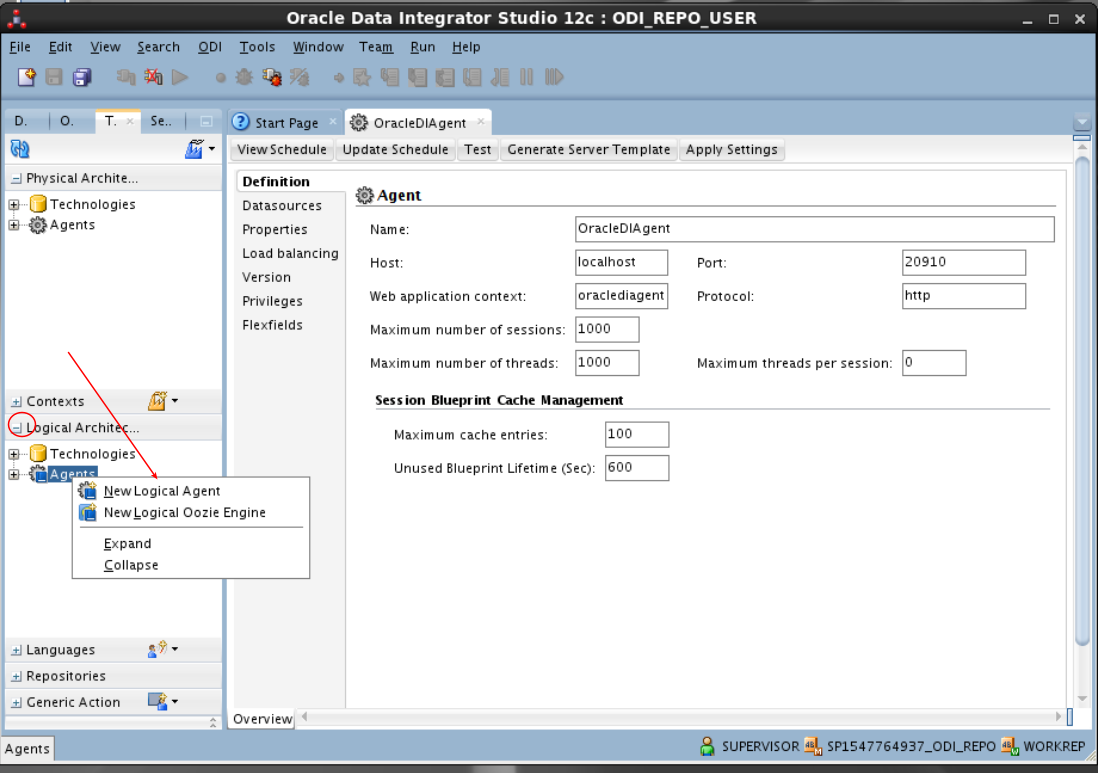 Oracle Data Integrator Studio 12c : ODI_REPO_USER
File Edit View Search ODI Tools Window Team Run Help
D. O. T. Se..
Start Page OracleDIAgent
View Schedule Update Schedule Test Generate Server Template Apply Settings
Physical Archite...
Technologies
Agents
Contexts
Logical Architec...
Technologies
Agents
New Logical Agent
New Logical Oozie Engine
Expand
Collapse
Languages
Repositories
Generic Action
Definition
Datasources
Properties
Load balancing
Version
Privileges
Flexfields
Agent
Name: OracleDIAgent
Host: localhost Port: 20910
Web application context: oraclediagent Protocol: http
Maximum number of sessions: 1000
Maximum number of threads: 1000 Maximum threads per session: 0
Session Blueprint Cache Management
Maximum cache entries: 100
Unused Blueprint Lifetime (Sec): 600
Overview
Agents SUPERVISOR SP1547764937_ODI_REPO WORKREP